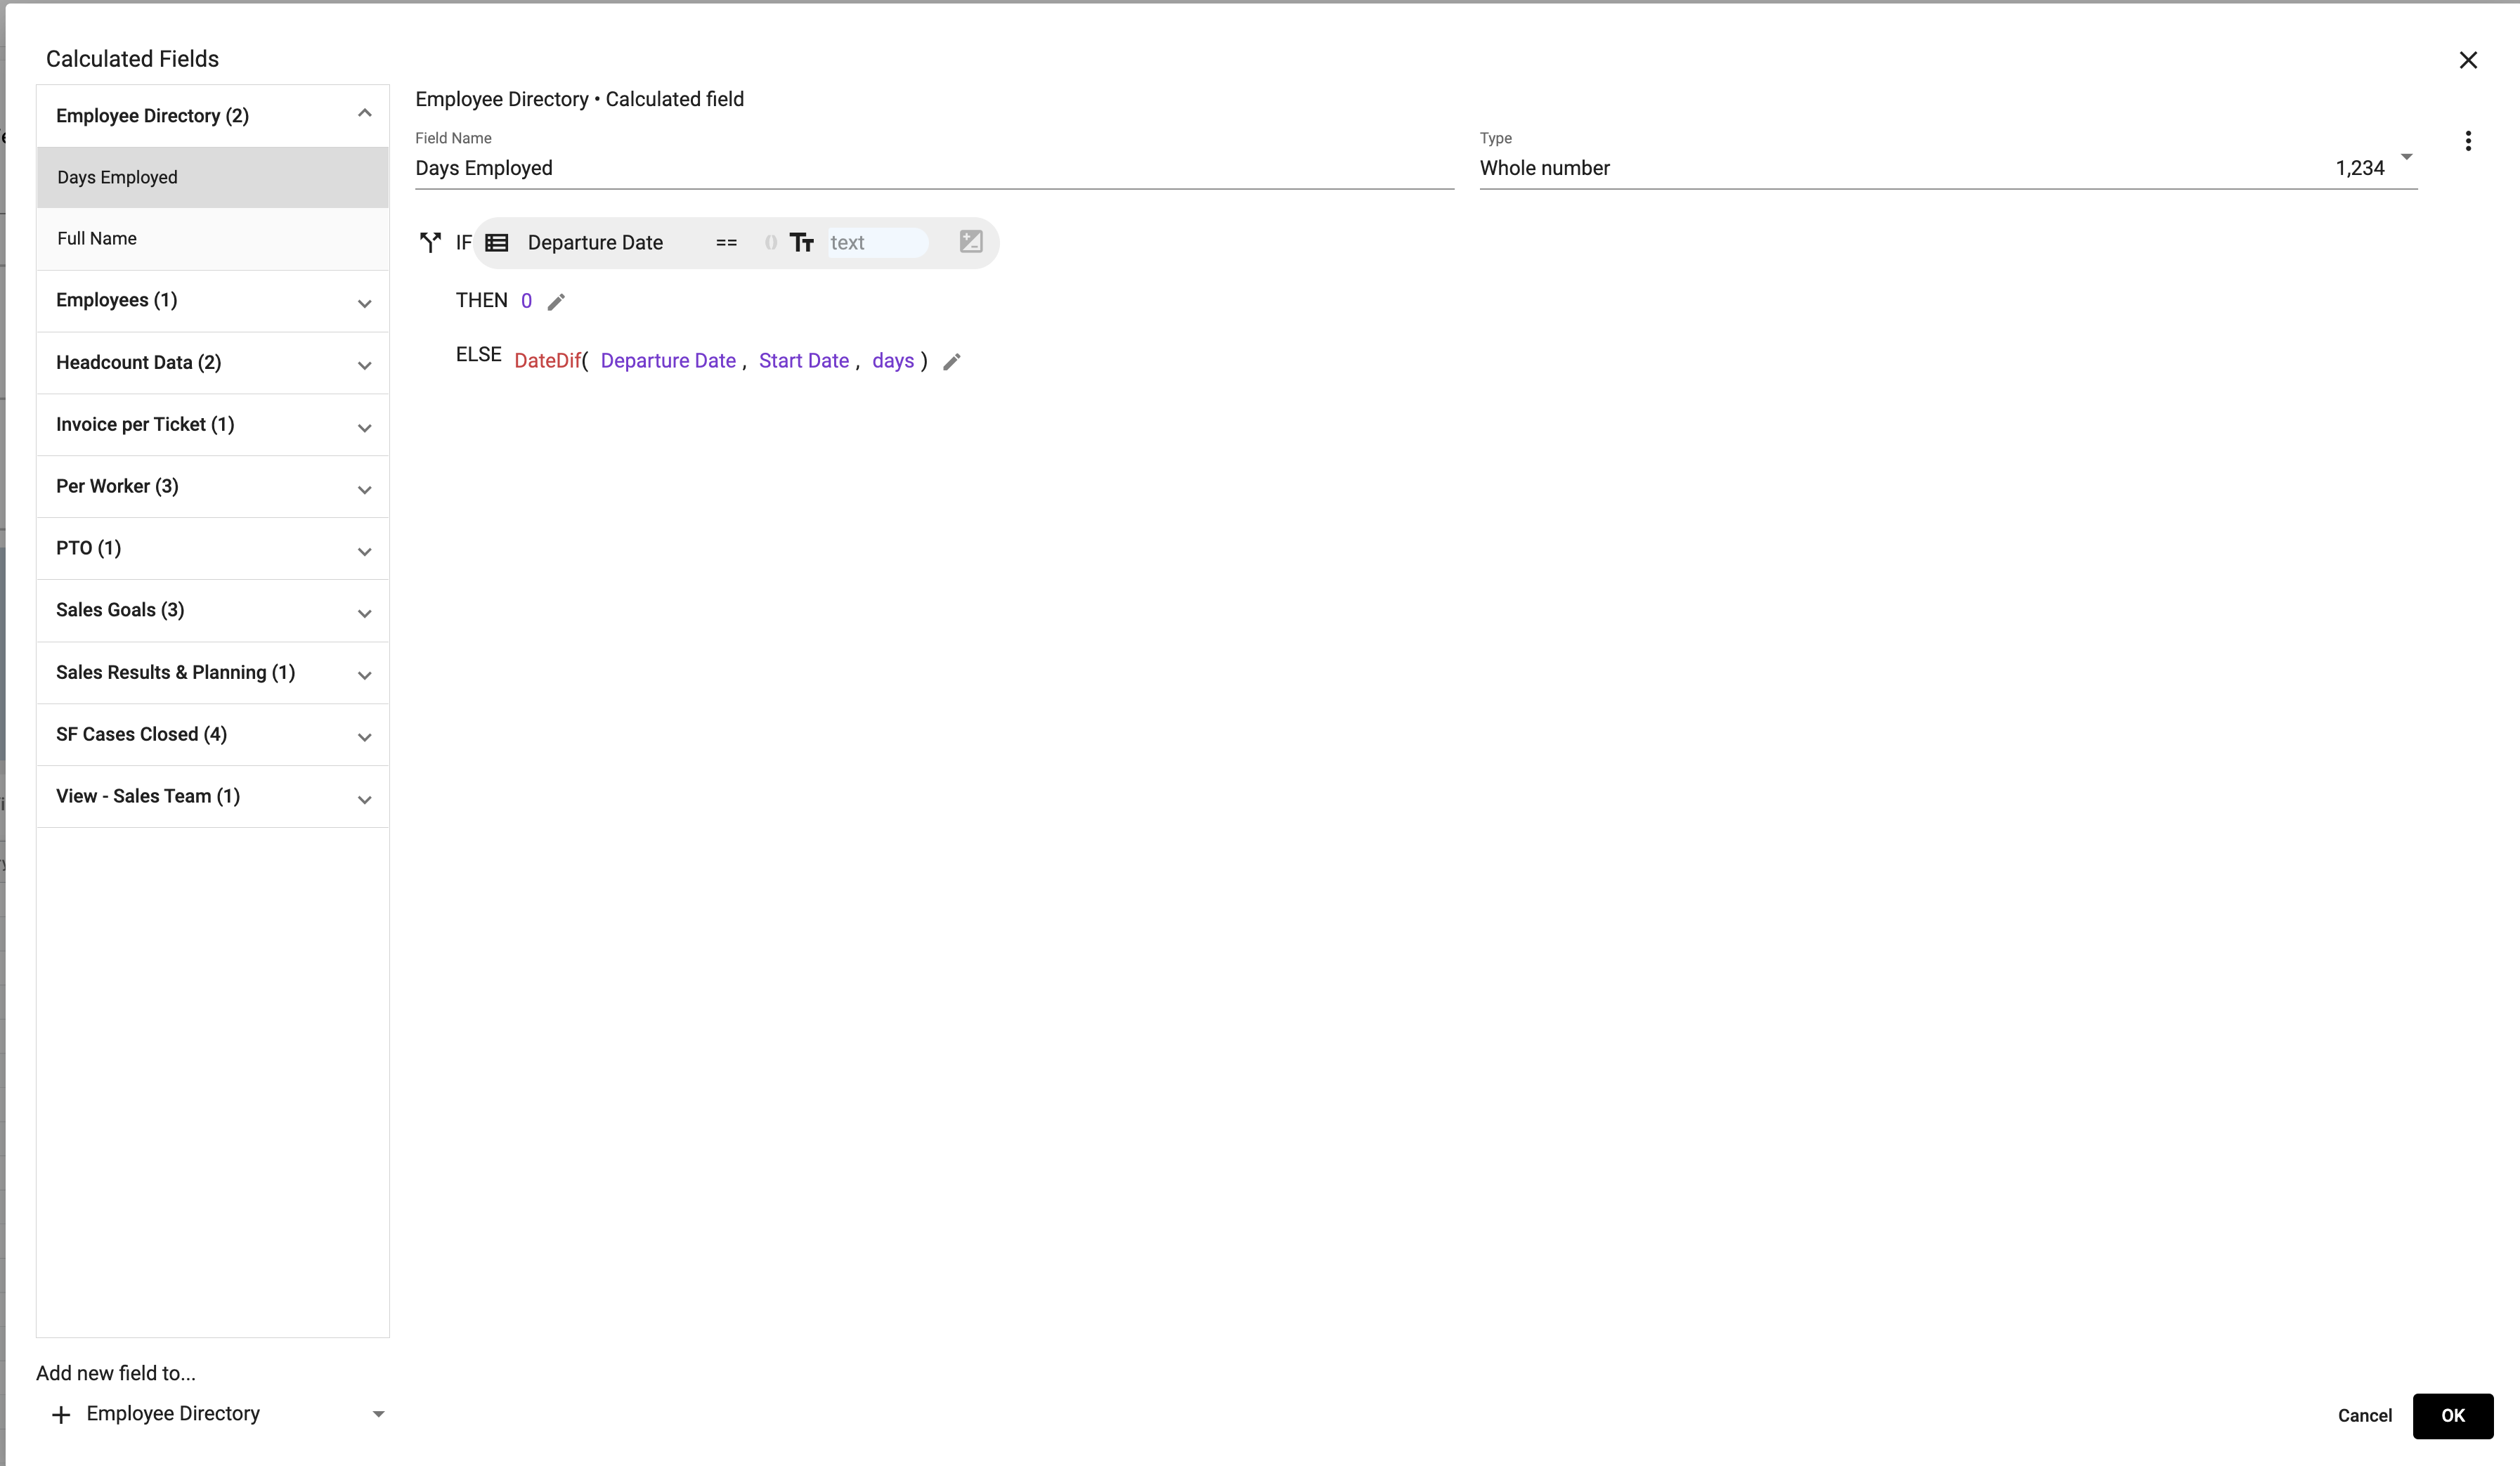 Calculated Fields
Employee Directory (2)
Days Employed
Full Name
Employees (1)
Headcount Data (2)
Invoice per Ticket (1)
Per Worker (3)
PTO (1)
Sales Goals (3)
Sales Results & Planning (1)
SF Cases Closed (4)
View - Sales Team (1)
Add new field to...
Employee Directory
Employee Directory • Calculated field
Field Name
Days Employed
Type
Whole number 1,234
IF Departure Date == () Tт text
THEN 0
ELSE DateDif( Departure Date , Start Date , days )
Cancel OK